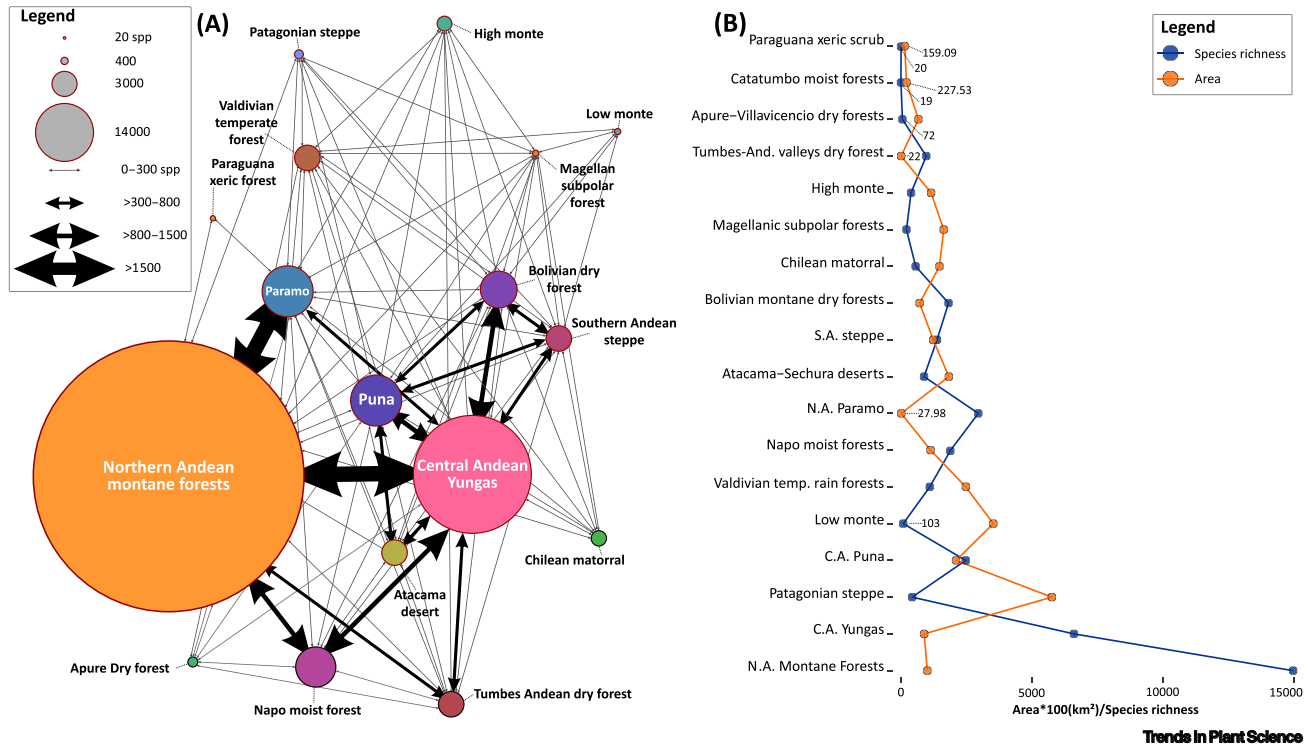 Legend
20 spp
400
3000
14000
0–300 spp
>300–800
>800–1500
>1500
(A)
Patagonian steppe
High monte
Valdivian
temperate
forest
Low monte
Paraguana
xeric forest
Magellan
subpolar
forest
Paramo
Bolivian dry
forest
Southern Andean
steppe
Puna
Northern Andean
montane forests
Central Andean
Yungas
Chilean matorral
Atacama
desert
Apure Dry forest
Napo moist forest
Tumbes Andean dry forest
(B)
Legend
Species richness
Area
Paraguana xeric scrub
159.09
20
Catatumbo moist forests
227.53
19
Apure–Villavicencio dry forests
72
Tumbes-And. valleys dry forest
22
High monte
Magellanic subpolar forests
Chilean matorral
Bolivian montane dry forests
S.A. steppe
Atacama–Sechura deserts
N.A. Paramo
27.98
Napo moist forests
Valdivian temp. rain forests
Low monte
103
C.A. Puna
Patagonian steppe
C.A. Yungas
N.A. Montane Forests
0 5000 10000 15000
Area*100(km²)/Species richness
Trends in Plant Science